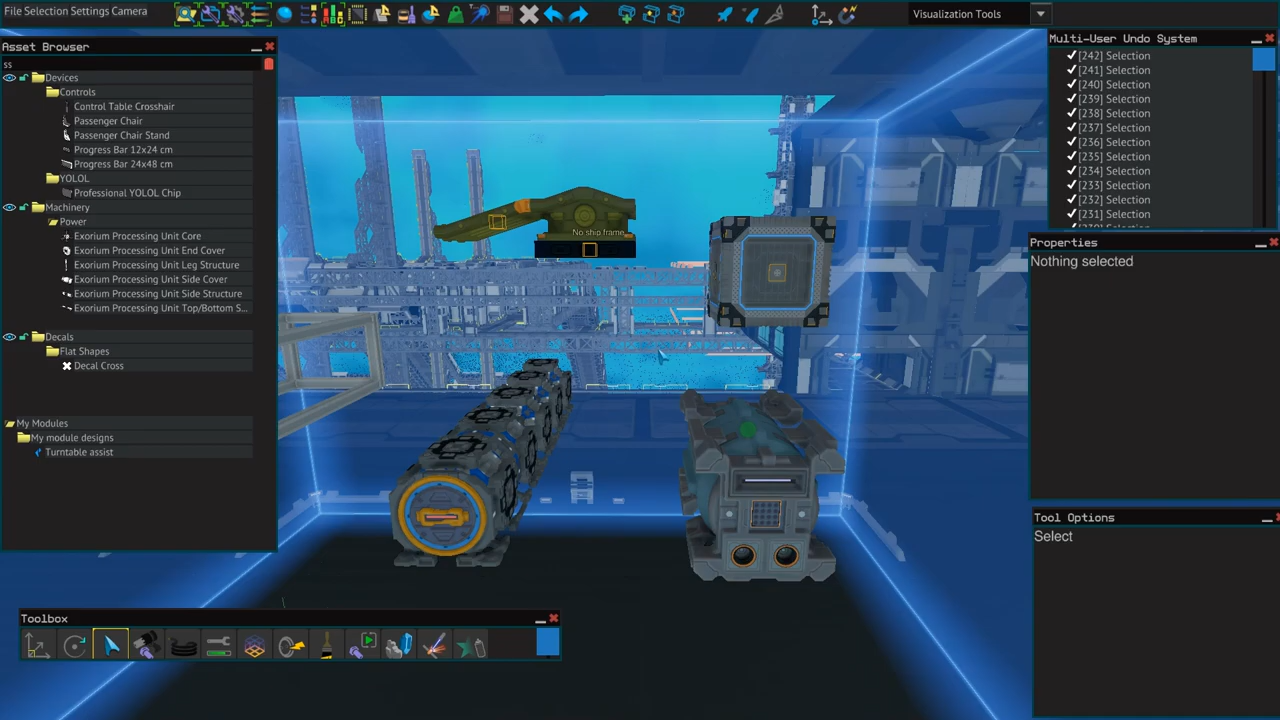 File Selection Settings Camera
Visualization Tools
Asset Browser
ss
Devices
Controls
Control Table Crosshair
Passenger Chair
Passenger Chair Stand
Progress Bar 12x24 cm
Progress Bar 24x48 cm
YOLOL
Professional YOLOL Chip
Machinery
Power
Exorium Processing Unit Core
Exorium Processing Unit End Cover
Exorium Processing Unit Leg Structure
Exorium Processing Unit Side Cover
Exorium Processing Unit Side Structure
Exorium Processing Unit Top/Bottom S...
Decals
Flat Shapes
Decal Cross
My Modules
My module designs
Turntable assist
No ship frame
Multi-User Undo System
[242] Selection
[241] Selection
[240] Selection
[239] Selection
[238] Selection
[237] Selection
[236] Selection
[235] Selection
[234] Selection
[233] Selection
[232] Selection
[231] Selection
Properties
Nothing selected
Tool Options
Select
Toolbox